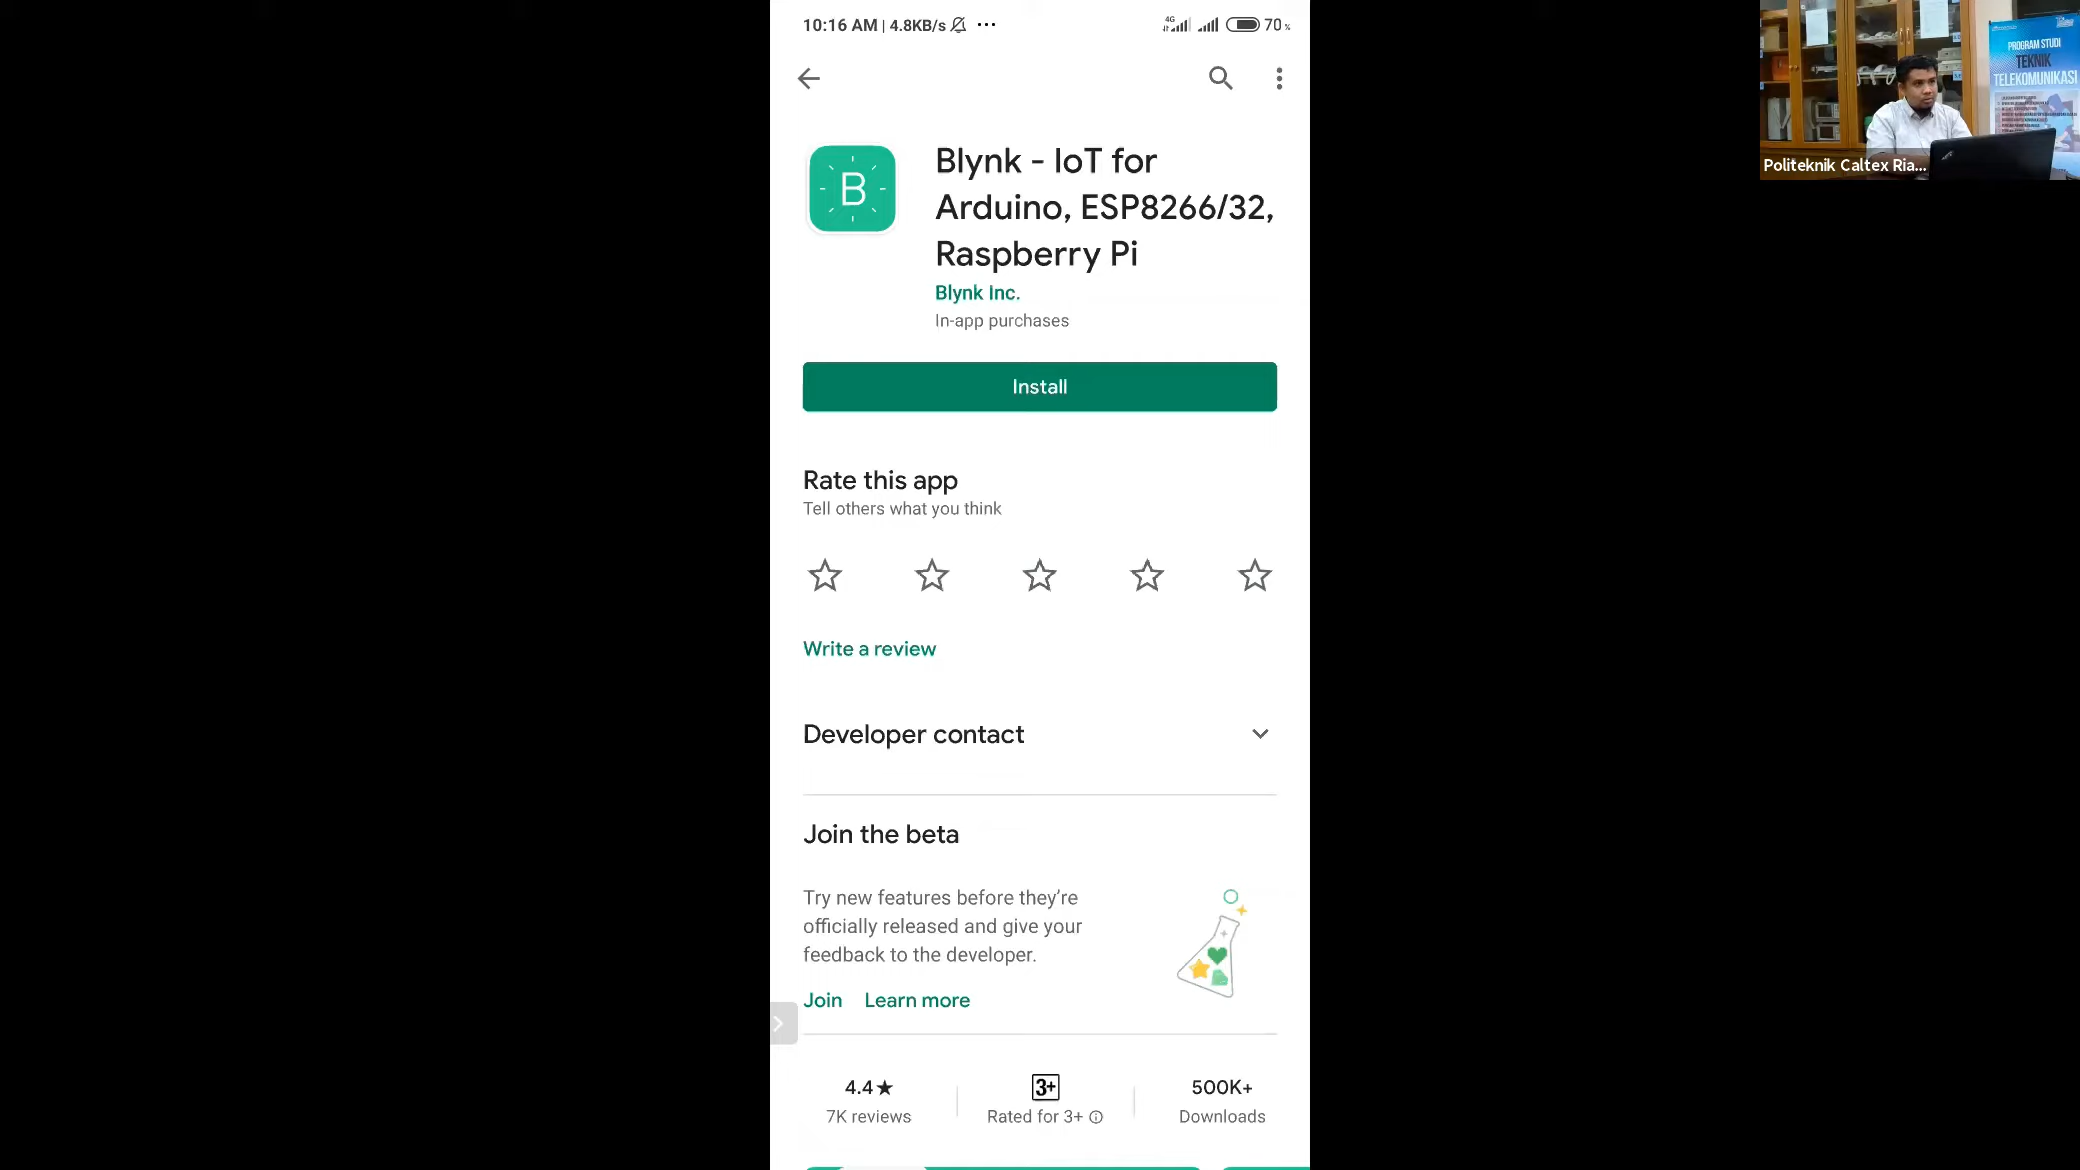 10:16 AM | 4.8KB/s ...
4G
70 %
B
Blynk - IoT for
Arduino, ESP8266/32,
Raspberry Pi
Blynk Inc.
In-app purchases
Install
Rate this app
Tell others what you think
Write a review
Developer contact
Join the beta
Try new features before they’re
officially released and give your
feedback to the developer.
Join Learn more
4.4★ 3+ 500K+
7K reviews Rated for 3+ Downloads
PROGRAM STUDI
TEKNIK
TELEKOMUNIKASI
Politeknik Caltex Ria...